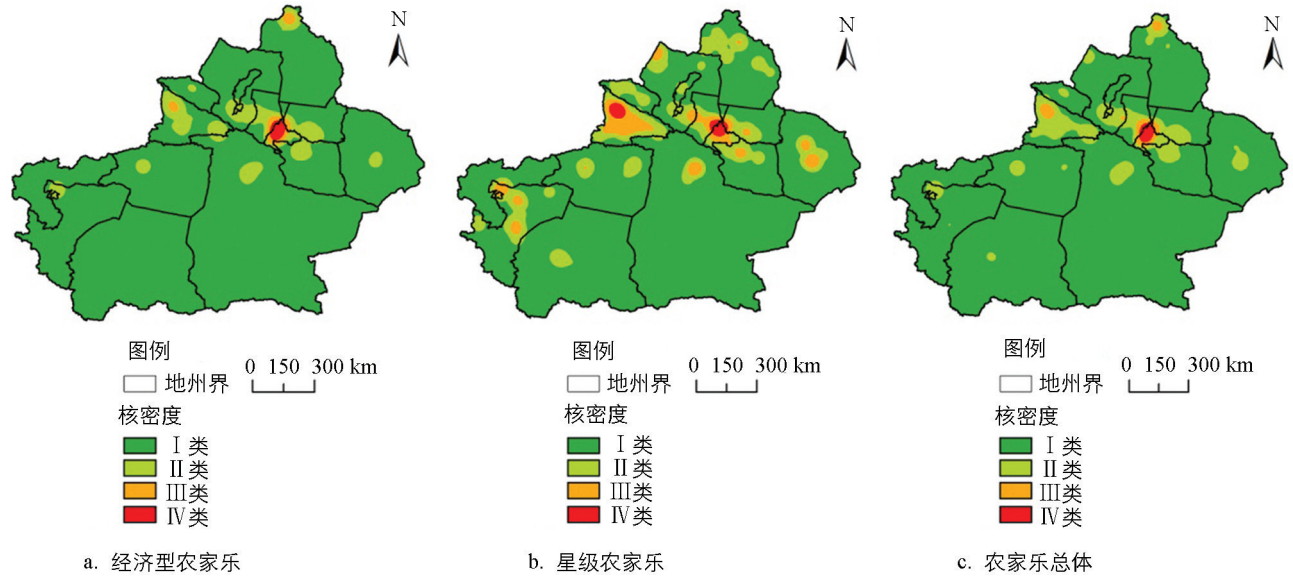 N
N
N
图例
0 150 300 km
地州界
核密度
Ⅰ类
Ⅱ类
Ⅲ类
Ⅳ类
a. 经济型农家乐
图例
0 150 300 km
地州界
核密度
Ⅰ类
Ⅱ类
Ⅲ类
Ⅳ类
b. 星级农家乐
图例
0 150 300 km
地州界
核密度
Ⅰ类
Ⅱ类
Ⅲ类
Ⅳ类
c. 农家乐总体